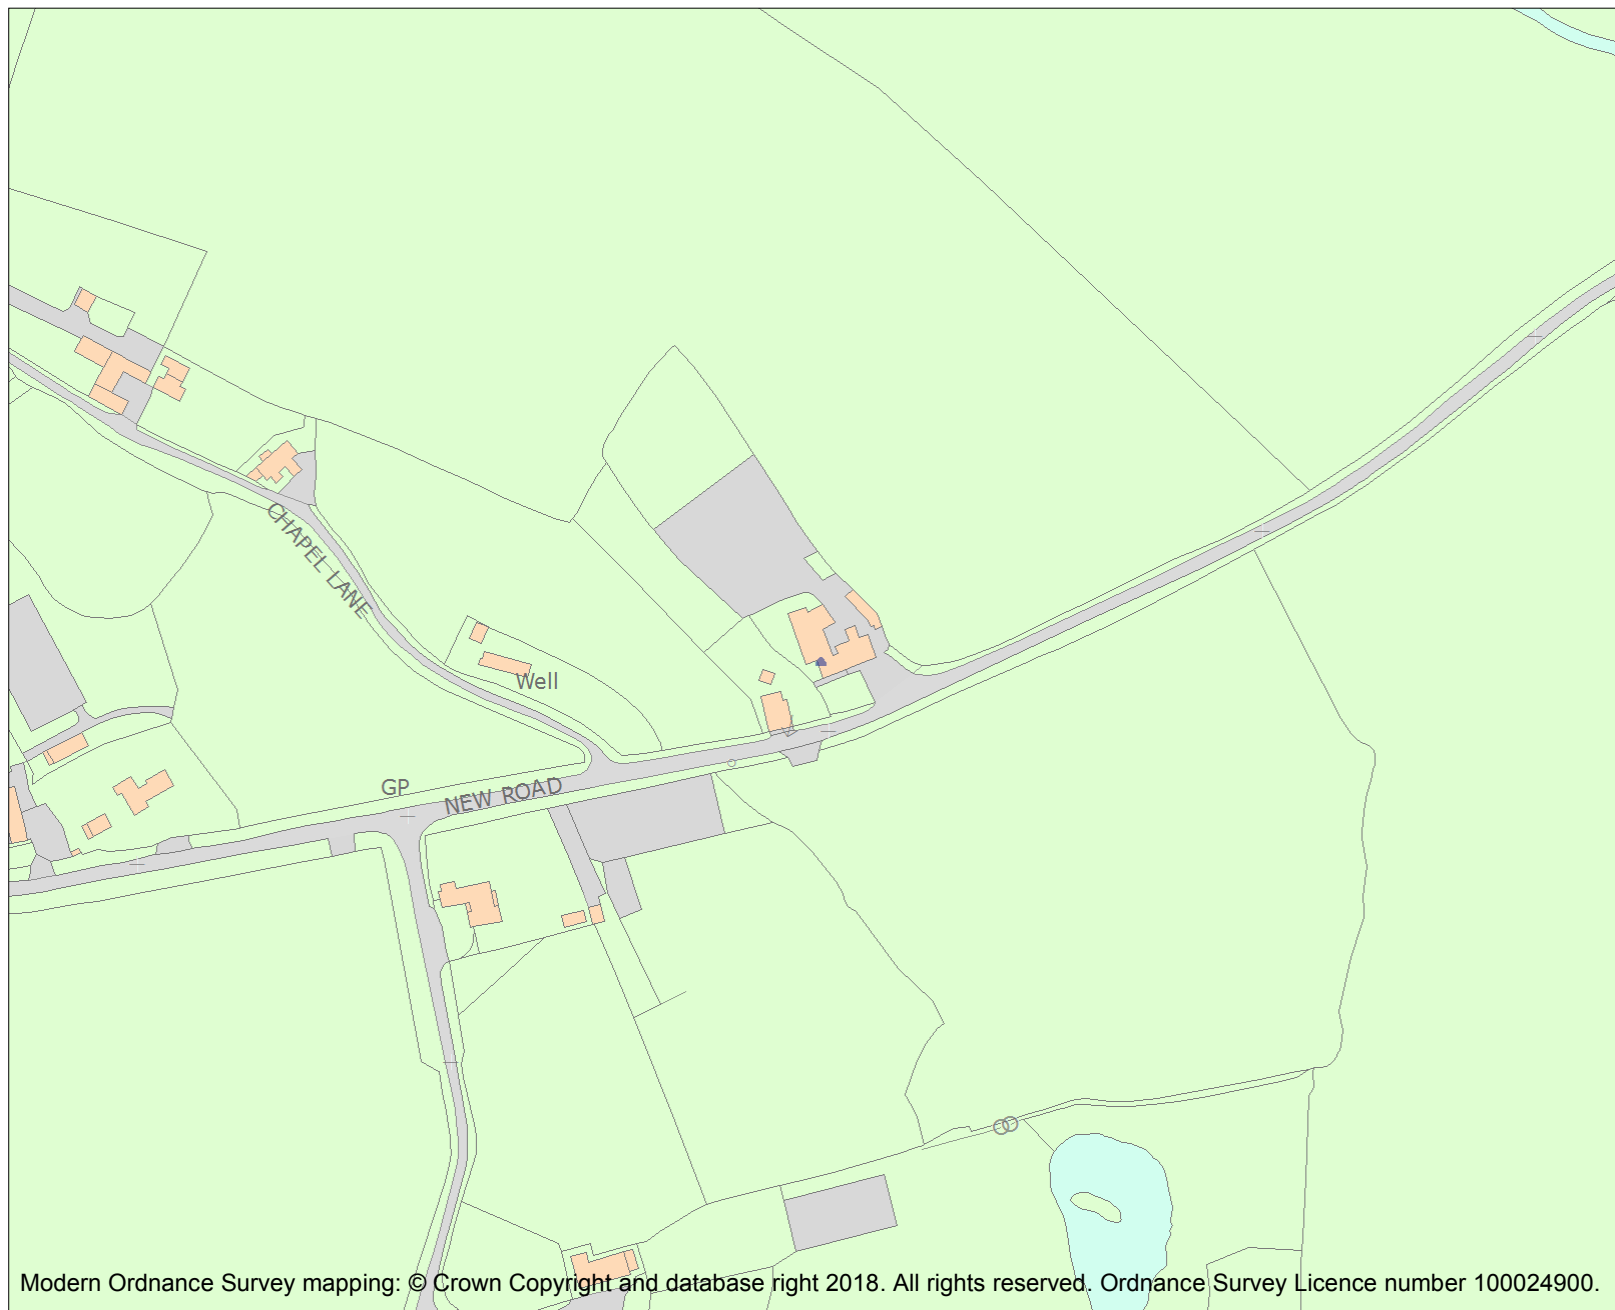 CHAPEL LANE
Well
GP
NEW ROAD
Modern Ordnance Survey mapping: © Crown Copyright and database right 2018. All rights reserved. Ordnance Survey Licence number 100024900.